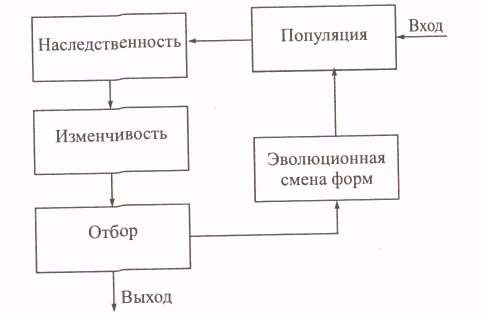 Наследственность
Популяция
Вход
Изменчивость
Эволюционная
смена форм
Отбор
Выход